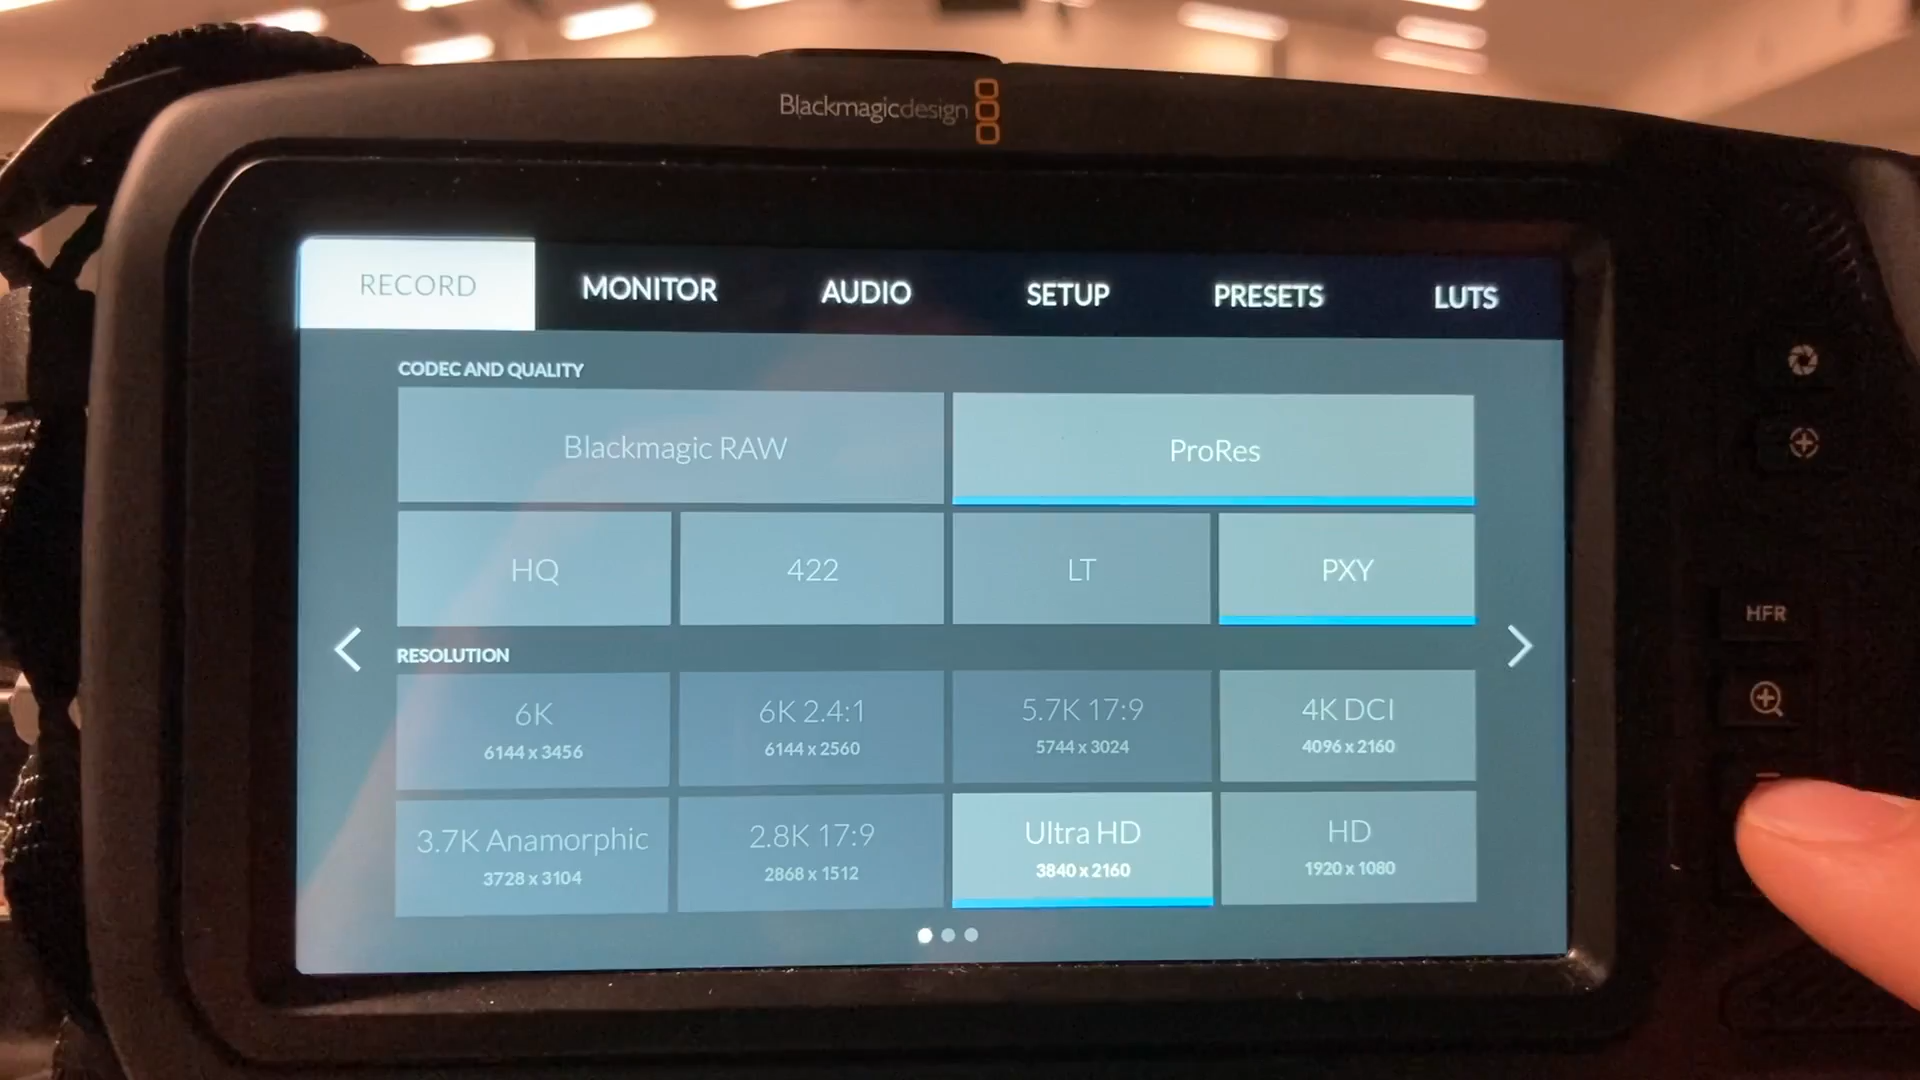 Blackmagicdesign
RECORD MONITOR AUDIO SETUP PRESETS LUTS
CODEC AND QUALITY
Blackmagic RAW ProRes
HQ 422 LT PXY
RESOLUTION
6K 6K 2.4:1 5.7K 17:9 4K DCI
6144 x 3456 6144 x 2560 5744 x 3024 4096 x 2160
3.7K Anamorphic 2.8K 17:9 Ultra HD HD
3728 x 3104 2868 x 1512 3840 x 2160 1920 x 1080
HFR